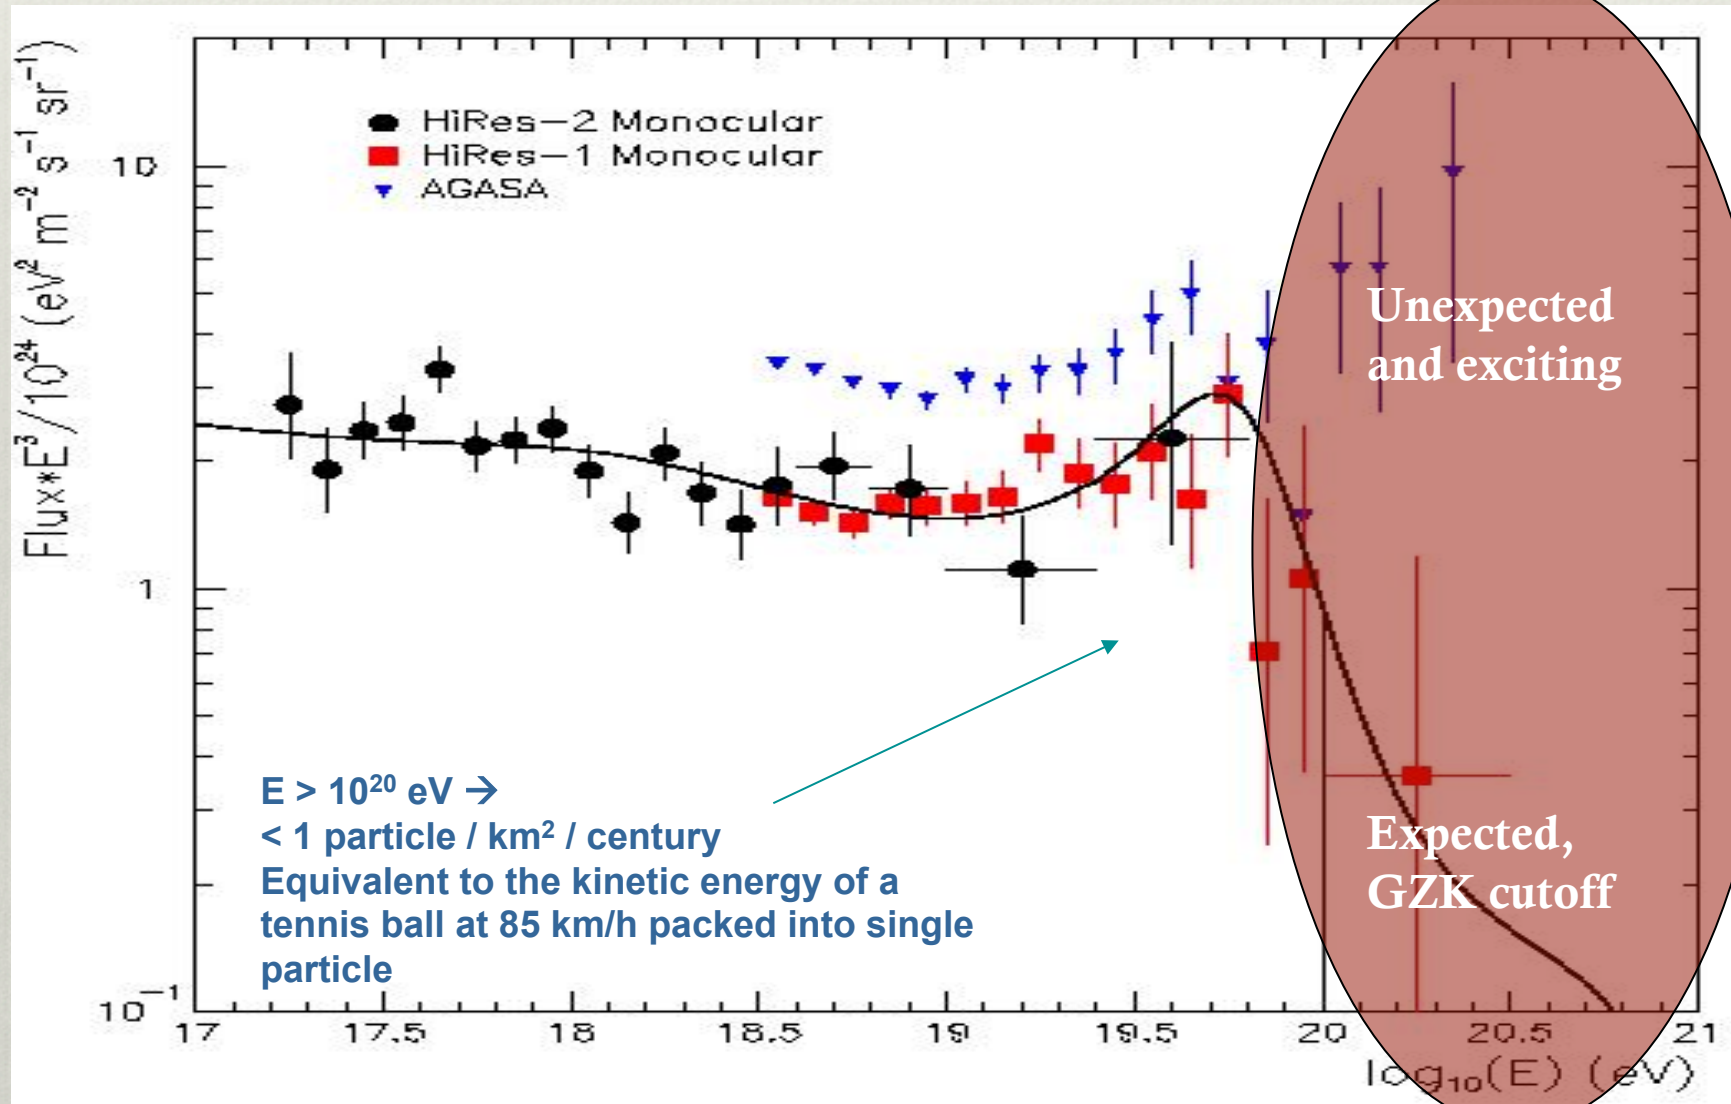 Flux*E³/10²⁴ (eV² m⁻² s⁻¹ sr⁻¹)
HiRes-2 Monocular
HiRes-1 Monocular
AGASA
10
1
10⁻¹
Unexpected
and exciting
E > 10²⁰ eV →
< 1 particle / km² / century
Equivalent to the kinetic energy of a
tennis ball at 85 km/h packed into single
particle
Expected,
GZK cutoff
17 17.5 18 18.5 19 19.5 20 20.5 21
log₁₀(E) (eV)